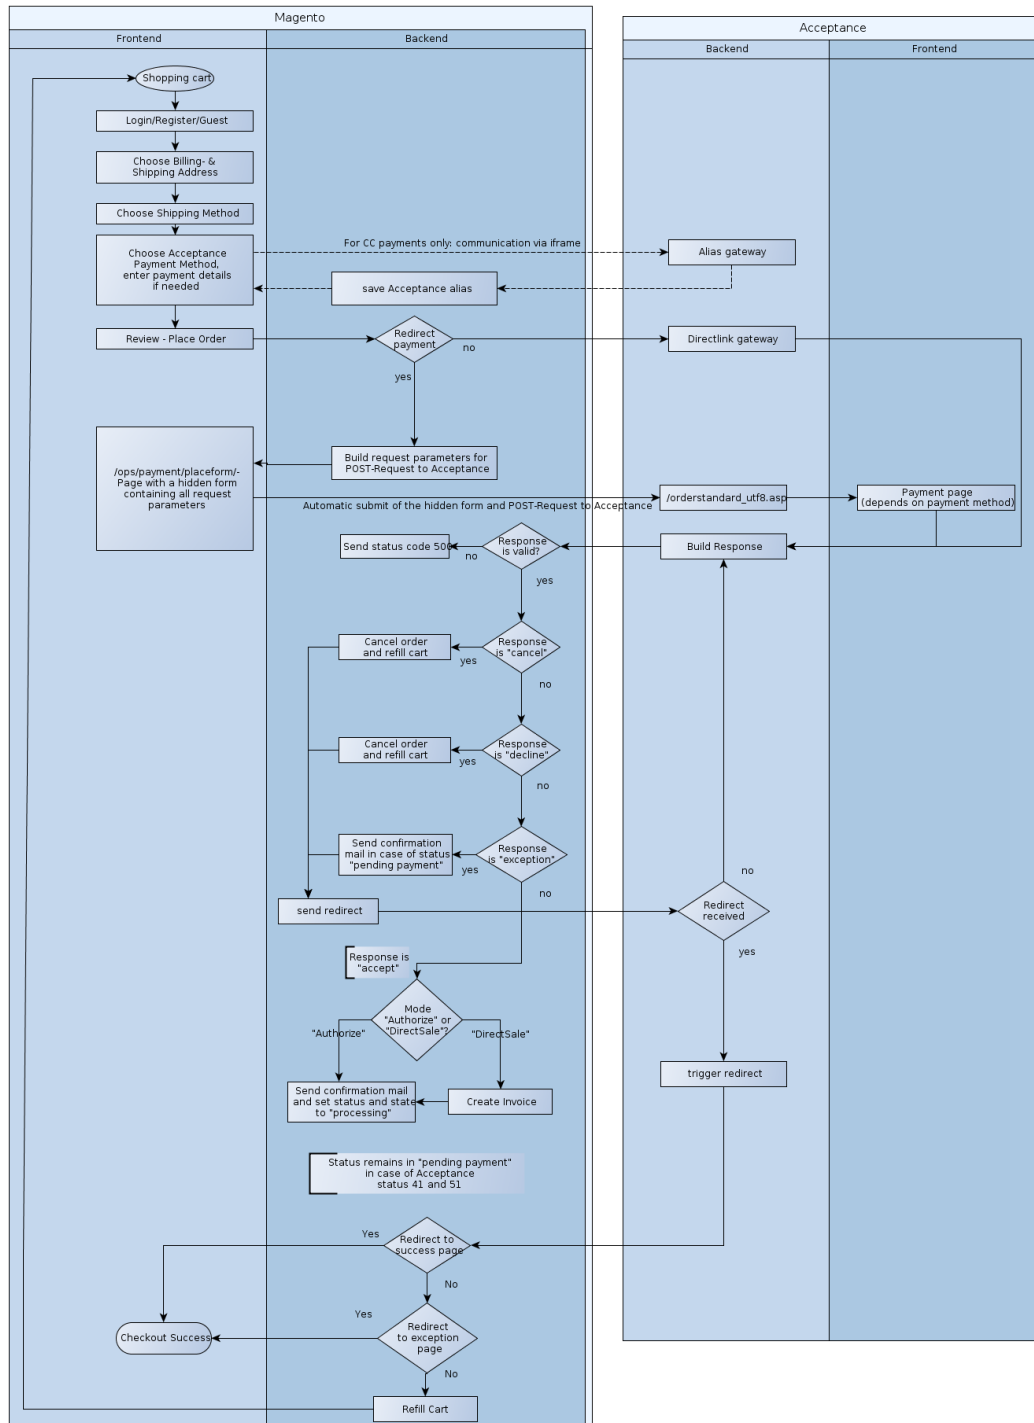 Magento
Acceptance
Frontend
Backend
Backend
Frontend
Shopping cart
Login/Register/Guest
Choose Billing- &
Shipping Address
Choose Shipping Method
Choose Acceptance
Payment Method,
enter payment details
if needed
For CC payments only: communication via iframe
Alias gateway
save Acceptance alias
Review - Place Order
Redirect
payment
no
yes
Directlink gateway
Build request parameters for
POST-Request to Acceptance
/ops/payment/placeform/-
Page with a hidden form
containing all request
parameters
Automatic submit of the hidden form and POST-Request to Acceptance
/orderstandard_utf8.asp
Payment page
(depends on payment method)
Send status code 500
no
Response
is valid?
yes
Build Response
Cancel order
and refill cart
yes
Response
is "cancel"
no
Cancel order
and refill cart
yes
Response
is "decline"
no
Send confirmation
mail in case of status
"pending payment"
yes
Response
is "exception"
no
send redirect
no
Redirect
received
yes
Response is
"accept"
Mode
"Authorize" or
"DirectSale"?
"Authorize"
"DirectSale"
Send confirmation mail
and set status and state
to "processing"
Create Invoice
trigger redirect
Status remains in "pending payment"
in case of Acceptance
status 41 and 51
Yes
Redirect to
success page
No
Yes
Redirect
to exception
page
Checkout Success
No
Refill Cart